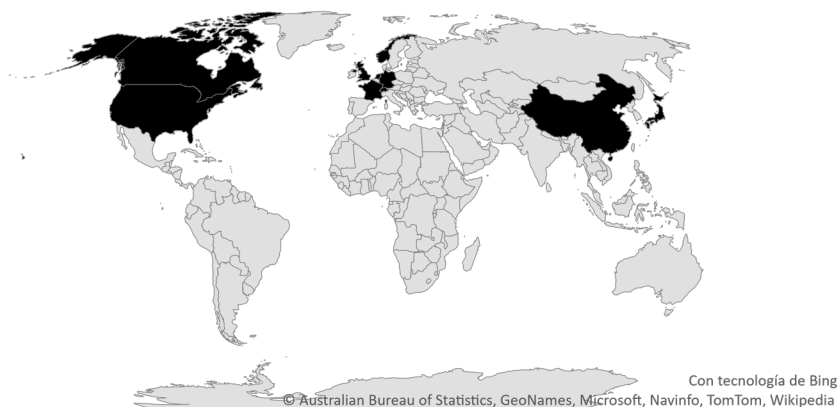 Con tecnología de Bing
© Australian Bureau of Statistics, GeoNames, Microsoft, Navinfo, TomTom, Wikipedia